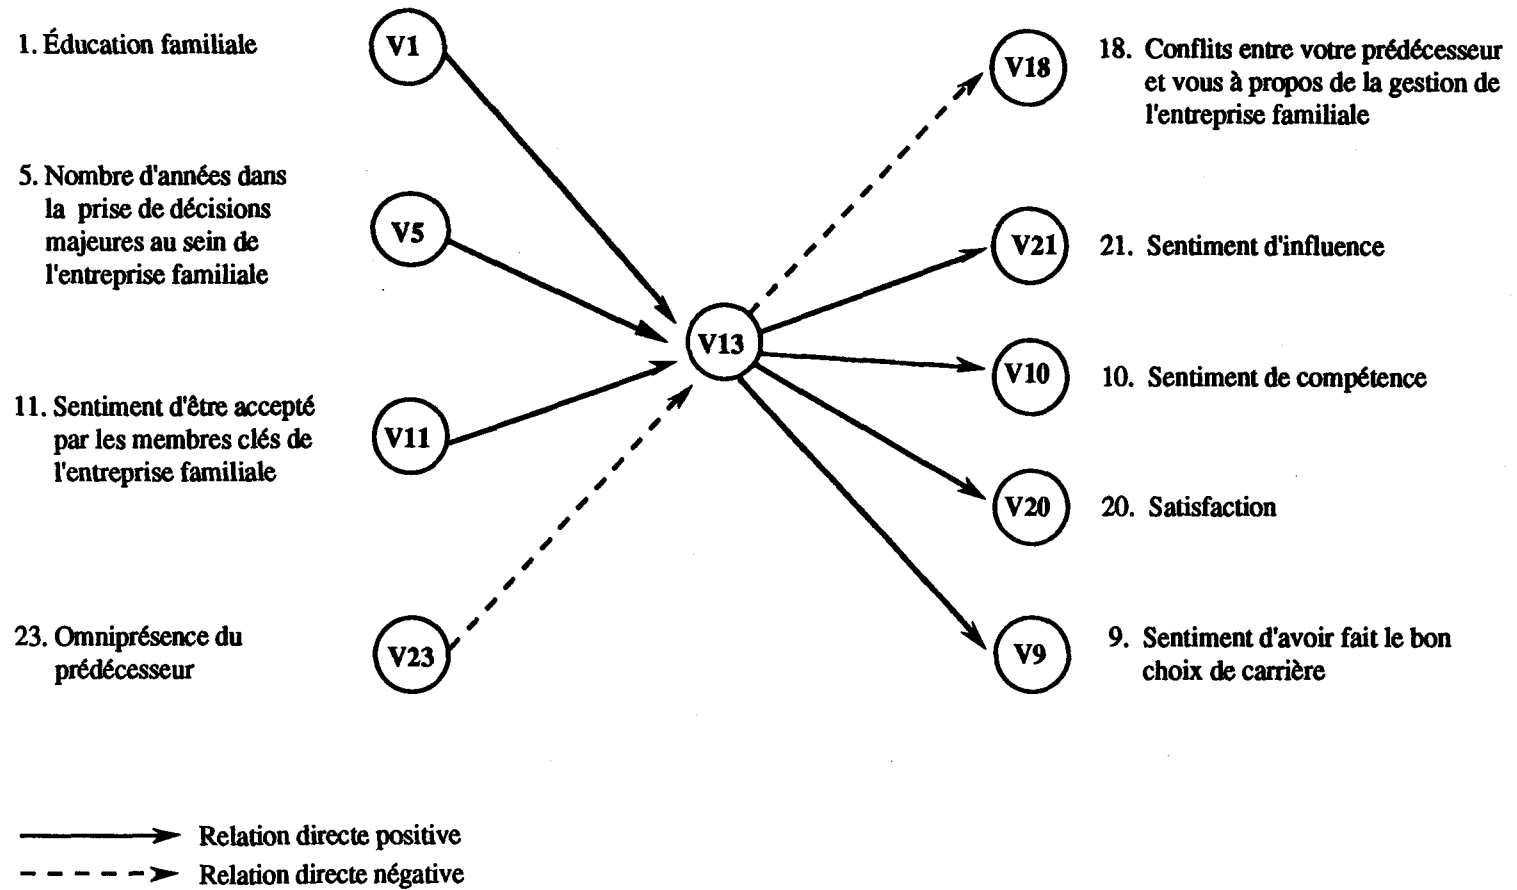 1. Éducation familiale
V1
5. Nombre d'années dans
la prise de décisions
majeures au sein de
l'entreprise familiale
V5
11. Sentiment d'être accepté
par les membres clés de
l'entreprise familiale
V11
23. Omniprésence du
prédécesseur
V23
V13
V18
18. Conflits entre votre prédécesseur
et vous à propos de la gestion de
l'entreprise familiale
V21
21. Sentiment d'influence
V10
10. Sentiment de compétence
V20
20. Satisfaction
V9
9. Sentiment d'avoir fait le bon
choix de carrière
Relation directe positive
Relation directe négative